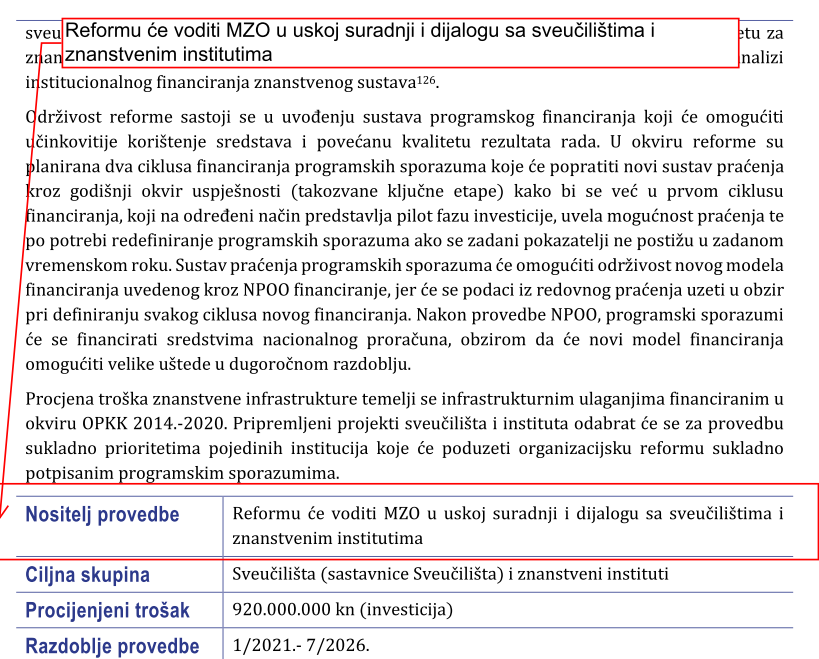 sveu
Reformu će voditi MZO u uskoj suradnji i dijalogu sa sveučilištima i
znanstvenim institutima
etu za
znan
nalizi
institucionalnog financiranja znanstvenog sustava¹²⁶.
Održivost reforme sastoji se u uvođenju sustava programskog financiranja koji će omogućiti
učinkovitije korištenje sredstava i povećanu kvalitetu rezultata rada. U okviru reforme su
planirana dva ciklusa financiranja programskih sporazuma koje će popratiti novi sustav praćenja
kroz godišnji okvir uspješnosti (takozvane ključne etape) kako bi se već u prvom ciklusu
financiranja, koji na određeni način predstavlja pilot fazu investicije, uvela mogućnost praćenja te
po potrebi redefiniranje programskih sporazuma ako se zadani pokazatelji ne postižu u zadanom
vremenskom roku. Sustav praćenja programskih sporazuma će omogućiti održivost novog modela
financiranja uvedenog kroz NPOO financiranje, jer će se podaci iz redovnog praćenja uzeti u obzir
pri definiranju svakog ciklusa novog financiranja. Nakon provedbe NPOO, programski sporazumi
će se financirati sredstvima nacionalnog proračuna, obzirom da će novi model financiranja
omogućiti velike uštede u dugoročnom razdoblju.
Procjena troška znanstvene infrastrukture temelji se infrastrukturnim ulaganjima financiranim u
okviru OPKK 2014.-2020. Pripremljeni projekti sveučilišta i instituta odabrat će se za provedbu
sukladno prioritetima pojedinih institucija koje će poduzeti organizacijsku reformu sukladno
potpisanim programskim sporazumima.
Nositelj provedbe Reformu će voditi MZO u uskoj suradnji i dijalogu sa sveučilištima i
znanstvenim institutima
Ciljna skupina Sveučilišta (sastavnice Sveučilišta) i znanstveni instituti
Procijenjeni trošak 920.000.000 kn (investicija)
Razdoblje provedbe 1/2021.- 7/2026.